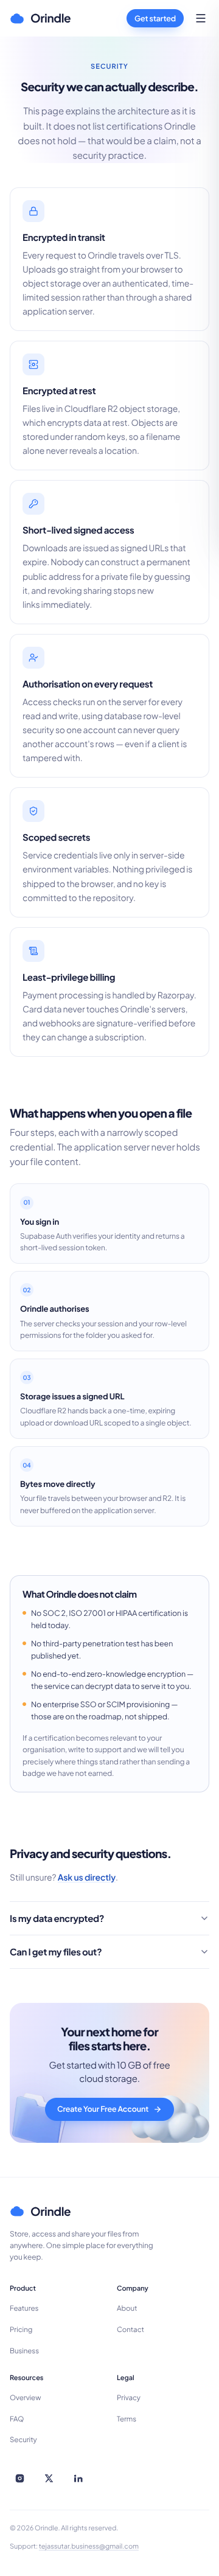 Orindle
Get started
SECURITY
Security we can actually describe.
This page explains the architecture as it is
built. It does not list certifications Orindle
does not hold — that would be a claim, not a
security practice.
Encrypted in transit
Every request to Orindle travels over TLS.
Uploads go straight from your browser to
object storage over an authenticated, time-
limited session rather than through a shared
application server.
Encrypted at rest
Files live in Cloudflare R2 object storage,
which encrypts data at rest. Objects are
stored under random keys, so a filename
alone never reveals a location.
Short-lived signed access
Downloads are issued as signed URLs that
expire. Nobody can construct a permanent
public address for a private file by guessing
it, and revoking sharing stops new
links immediately.
Authorisation on every request
Access checks run on the server for every
read and write, using database row-level
security so one account can never query
another account's rows — even if a client is
tampered with.
Scoped secrets
Service credentials live only in server-side
environment variables. Nothing privileged is
shipped to the browser, and no key is
committed to the repository.
Least-privilege billing
Payment processing is handled by Razorpay.
Card data never touches Orindle's servers,
and webhooks are signature-verified before
they can change a subscription.
What happens when you open a file
Four steps, each with a narrowly scoped
credential. The application server never holds
your file content.
01
You sign in
Supabase Auth verifies your identity and returns a
short-lived session token.
02
Orindle authorises
The server checks your session and your row-level
permissions for the folder you asked for.
03
Storage issues a signed URL
Cloudflare R2 hands back a one-time, expiring
upload or download URL scoped to a single object.
04
Bytes move directly
Your file travels between your browser and R2. It is
never buffered on the application server.
What Orindle does not claim
No SOC 2, ISO 27001 or HIPAA certification is
held today.
No third-party penetration test has been
published yet.
No end-to-end zero-knowledge encryption —
the service can decrypt data to serve it to you.
No enterprise SSO or SCIM provisioning —
those are on the roadmap, not shipped.
If a certification becomes relevant to your
organisation, write to support and we will tell you
precisely where things stand rather than sending a
badge we have not earned.
Privacy and security questions.
Still unsure? Ask us directly.
Is my data encrypted?
Can I get my files out?
Your next home for
files starts here.
Get started with 10 GB of free
cloud storage.
Create Your Free Account
Orindle
Store, access and share your files from
anywhere. One simple place for everything
you keep.
Product
Company
Features
About
Pricing
Contact
Business
Resources
Legal
Overview
Privacy
FAQ
Terms
Security
© 2026 Orindle. All rights reserved.
Support: tejassutar.business@gmail.com